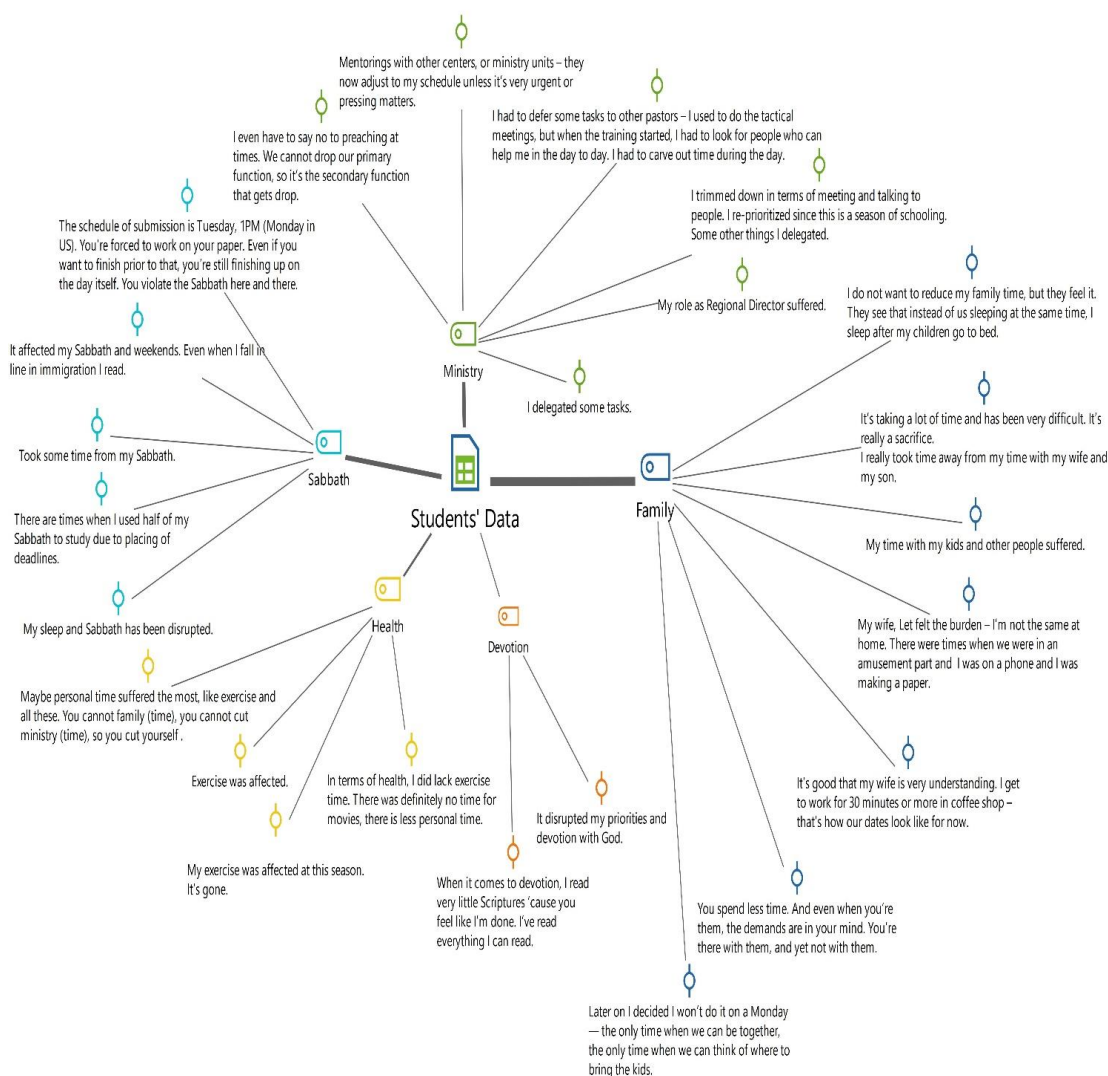 Mentorings with other centers, or ministry units – they
now adjust to my schedule unless it's very urgent or
pressing matters.
I had to defer some tasks to other pastors – I used to do the tactical
meetings, but when the training started, I had to look for people who can
help me in the day to day. I had to carve out time during the day.
I even have to say no to preaching at
times. We cannot drop our primary
function, so it's the secondary function
that gets drop.
I trimmed down in terms of meeting and talking to
people. I re-prioritized since this is a season of schooling.
Some other things I delegated.
My role as Regional Director suffered.
I delegated some tasks.
Ministry
The schedule of submission is Tuesday, 1PM (Monday in
US). You're forced to work on your paper. Even if you
want to finish prior to that, you're still finishing up on
the day itself. You violate the Sabbath here and there.
It affected my Sabbath and weekends. Even when I fall in
line in immigration I read.
Took some time from my Sabbath.
There are times when I used half of my
Sabbath to study due to placing of
deadlines.
My sleep and Sabbath has been disrupted.
Sabbath
Students' Data
Family
I do not want to reduce my family time, but they feel it.
They see that instead of us sleeping at the same time, I
sleep after my children go to bed.
It's taking a lot of time and has been very difficult. It's
really a sacrifice.
I really took time away from my time with my wife and
my son.
My time with my kids and other people suffered.
My wife, Let felt the burden – I'm not the same at
home. There were times when we were in an
amusement part and I was on a phone and I was
making a paper.
It's good that my wife is very understanding. I get
to work for 30 minutes or more in coffee shop –
that's how our dates look like for now.
You spend less time. And even when you're
them, the demands are in your mind. You're
there with them, and yet not with them.
Later on I decided I won't do it on a Monday
— the only time when we can be together,
the only time when we can think of where to
bring the kids.
Health
Maybe personal time suffered the most, like exercise and
all these. You cannot family (time), you cannot cut
ministry (time), so you cut yourself .
Exercise was affected.
My exercise was affected at this season.
It's gone.
In terms of health, I did lack exercise
time. There was definitely no time for
movies, there is less personal time.
Devotion
It disrupted my priorities and
devotion with God.
When it comes to devotion, I read
very little Scriptures 'cause you
feel like I'm done. I've read
everything I can read.